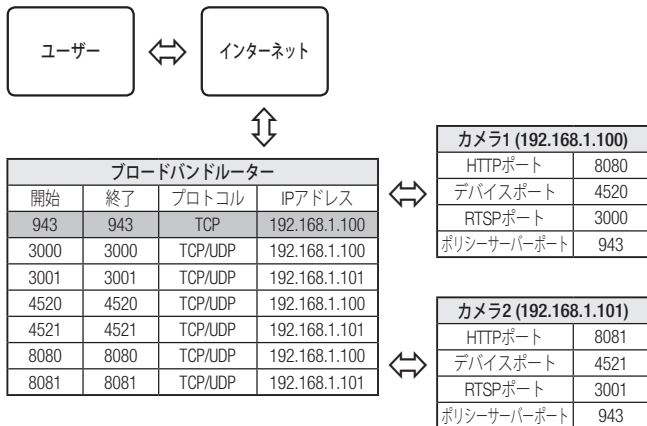 ユーザー
インターネット
ブロードバンドルーター
開始 終了 プロトコル IPアドレス
943 943 TCP 192.168.1.100
3000 3000 TCP/UDP 192.168.1.100
3001 3001 TCP/UDP 192.168.1.101
4520 4520 TCP/UDP 192.168.1.100
4521 4521 TCP/UDP 192.168.1.101
8080 8080 TCP/UDP 192.168.1.100
8081 8081 TCP/UDP 192.168.1.101
カメラ1 (192.168.1.100)
HTTPポート 8080
デバイスポート 4520
RTSPポート 3000
ポリシーサーバーポート 943
カメラ2 (192.168.1.101)
HTTPポート 8081
デバイスポート 4521
RTSPポート 3001
ポリシーサーバーポート 943